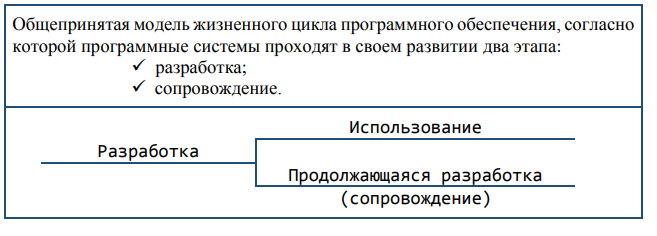 Общепринятая модель жизненного цикла программного обеспечения, согласно
которой программные системы проходят в своем развитии два этапа:
✓ разработка;
✓ сопровождение.
Использование
Разработка
Продолжающаяся разработка
(сопровождение)